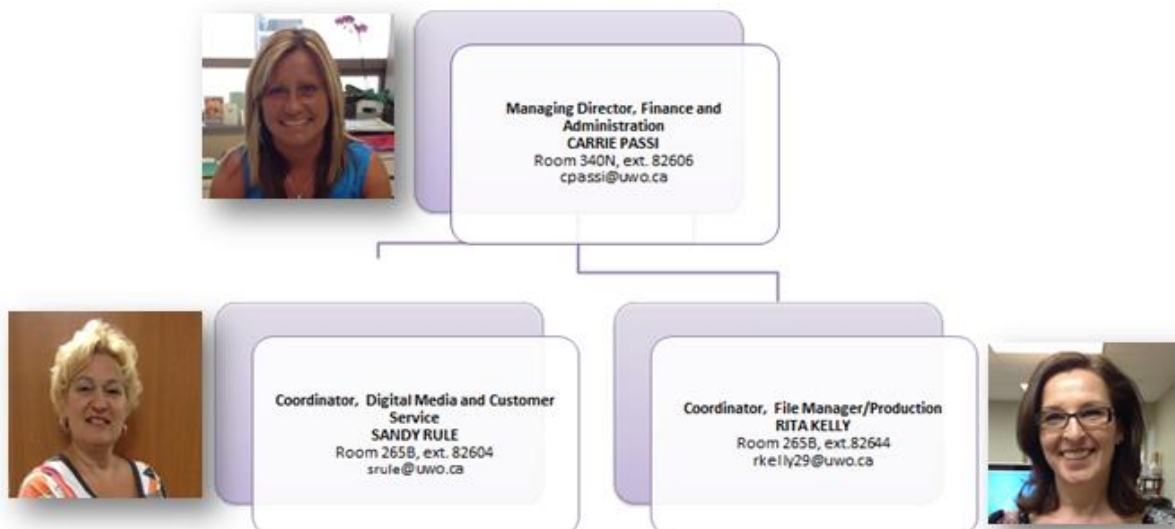 Managing Director, Finance and
Administration
CARRIE PASSI
Room 340N, ext. 82606
cpassi@uwo.ca
Coordinator,  Digital Media and Customer
Service
SANDY RULE
Room 265B, ext. 82604
srule@uwo.ca
Coordinator,  File Manager/Production
RITA KELLY
Room 265B, ext.82644
rkelly29@uwo.ca